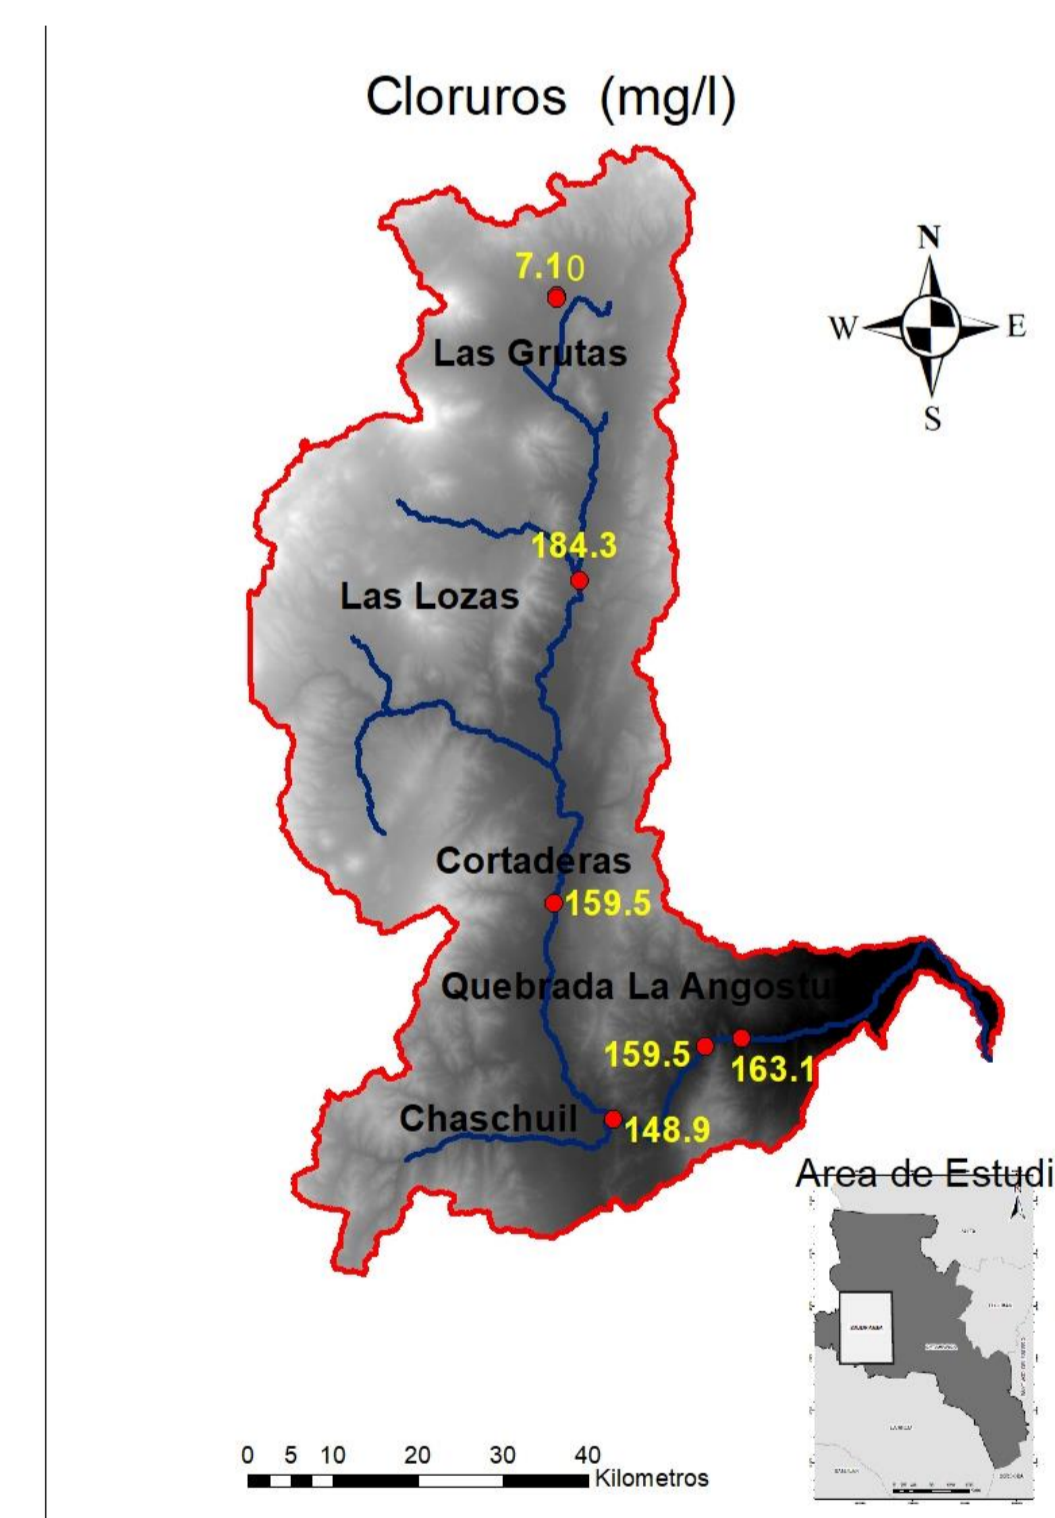 Cloruros (mg/l)
N
W E
S
7.10
Las Grutas
184.3
Las Lozas
Cortaderas
159.5
Quebrada La Angostu
159.5
163.1
Chaschuil
148.9
Area de Estudi
0 5 10 20 30 40
Kilometros